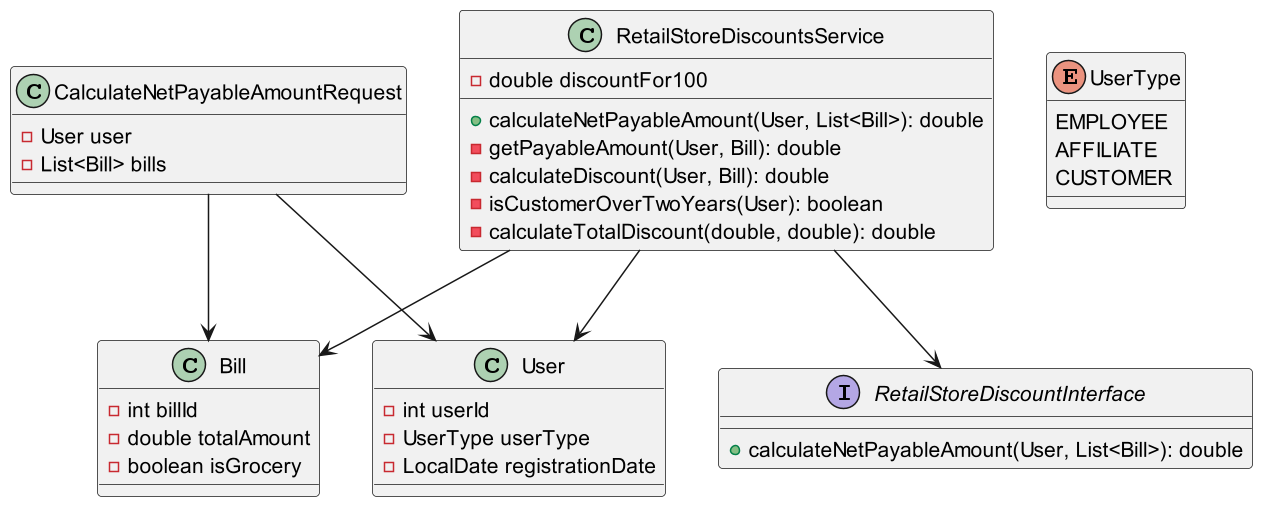 C CalculateNetPayableAmountRequest
User user
List<Bill> bills
C RetailStoreDiscountsService
double discountFor100
calculateNetPayableAmount(User, List<Bill>): double
getPayableAmount(User, Bill): double
calculateDiscount(User, Bill): double
isCustomerOverTwoYears(User): boolean
calculateTotalDiscount(double, double): double
E UserType
EMPLOYEE
AFFILIATE
CUSTOMER
C Bill
int billId
double totalAmount
boolean isGrocery
C User
int userId
UserType userType
LocalDate registrationDate
I RetailStoreDiscountInterface
calculateNetPayableAmount(User, List<Bill>): double